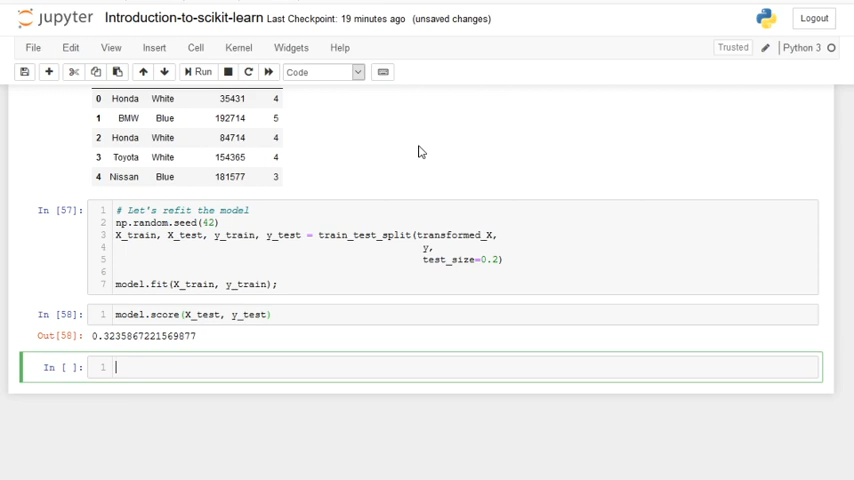 jupyter Introduction-to-scikit-learn Last Checkpoint: 19 minutes ago (unsaved changes) Logout
File Edit View Insert Cell Kernel Widgets Help Trusted Python 3
Run Code
0 Honda White 35431 4
1 BMW Blue 192714 5
2 Honda White 84714 4
3 Toyota White 154365 4
4 Nissan Blue 181577 3
In [57]: 1 # Let's refit the model
2 np.random.seed(42)
3 X_train, X_test, y_train, y_test = train_test_split(transformed_X,
4 y,
5 test_size=0.2)
6
7 model.fit(X_train, y_train);
In [58]: 1 model.score(X_test, y_test)
Out[58]: 0.3235867221569877
In [ ]: 1